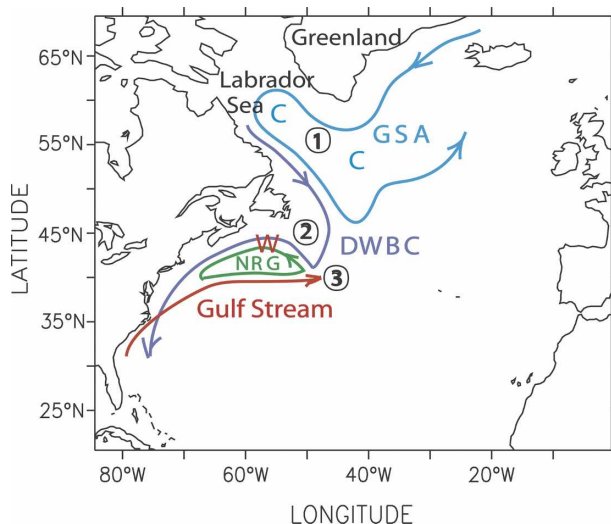 65°N
Greenland
Labrador
Sea
C
GSA
55°N
1
C
LATITUDE
45°N
2
W
DWBC
NRG
3
Gulf Stream
35°N
25°N
80°W
60°W
40°W
20°W
LONGITUDE